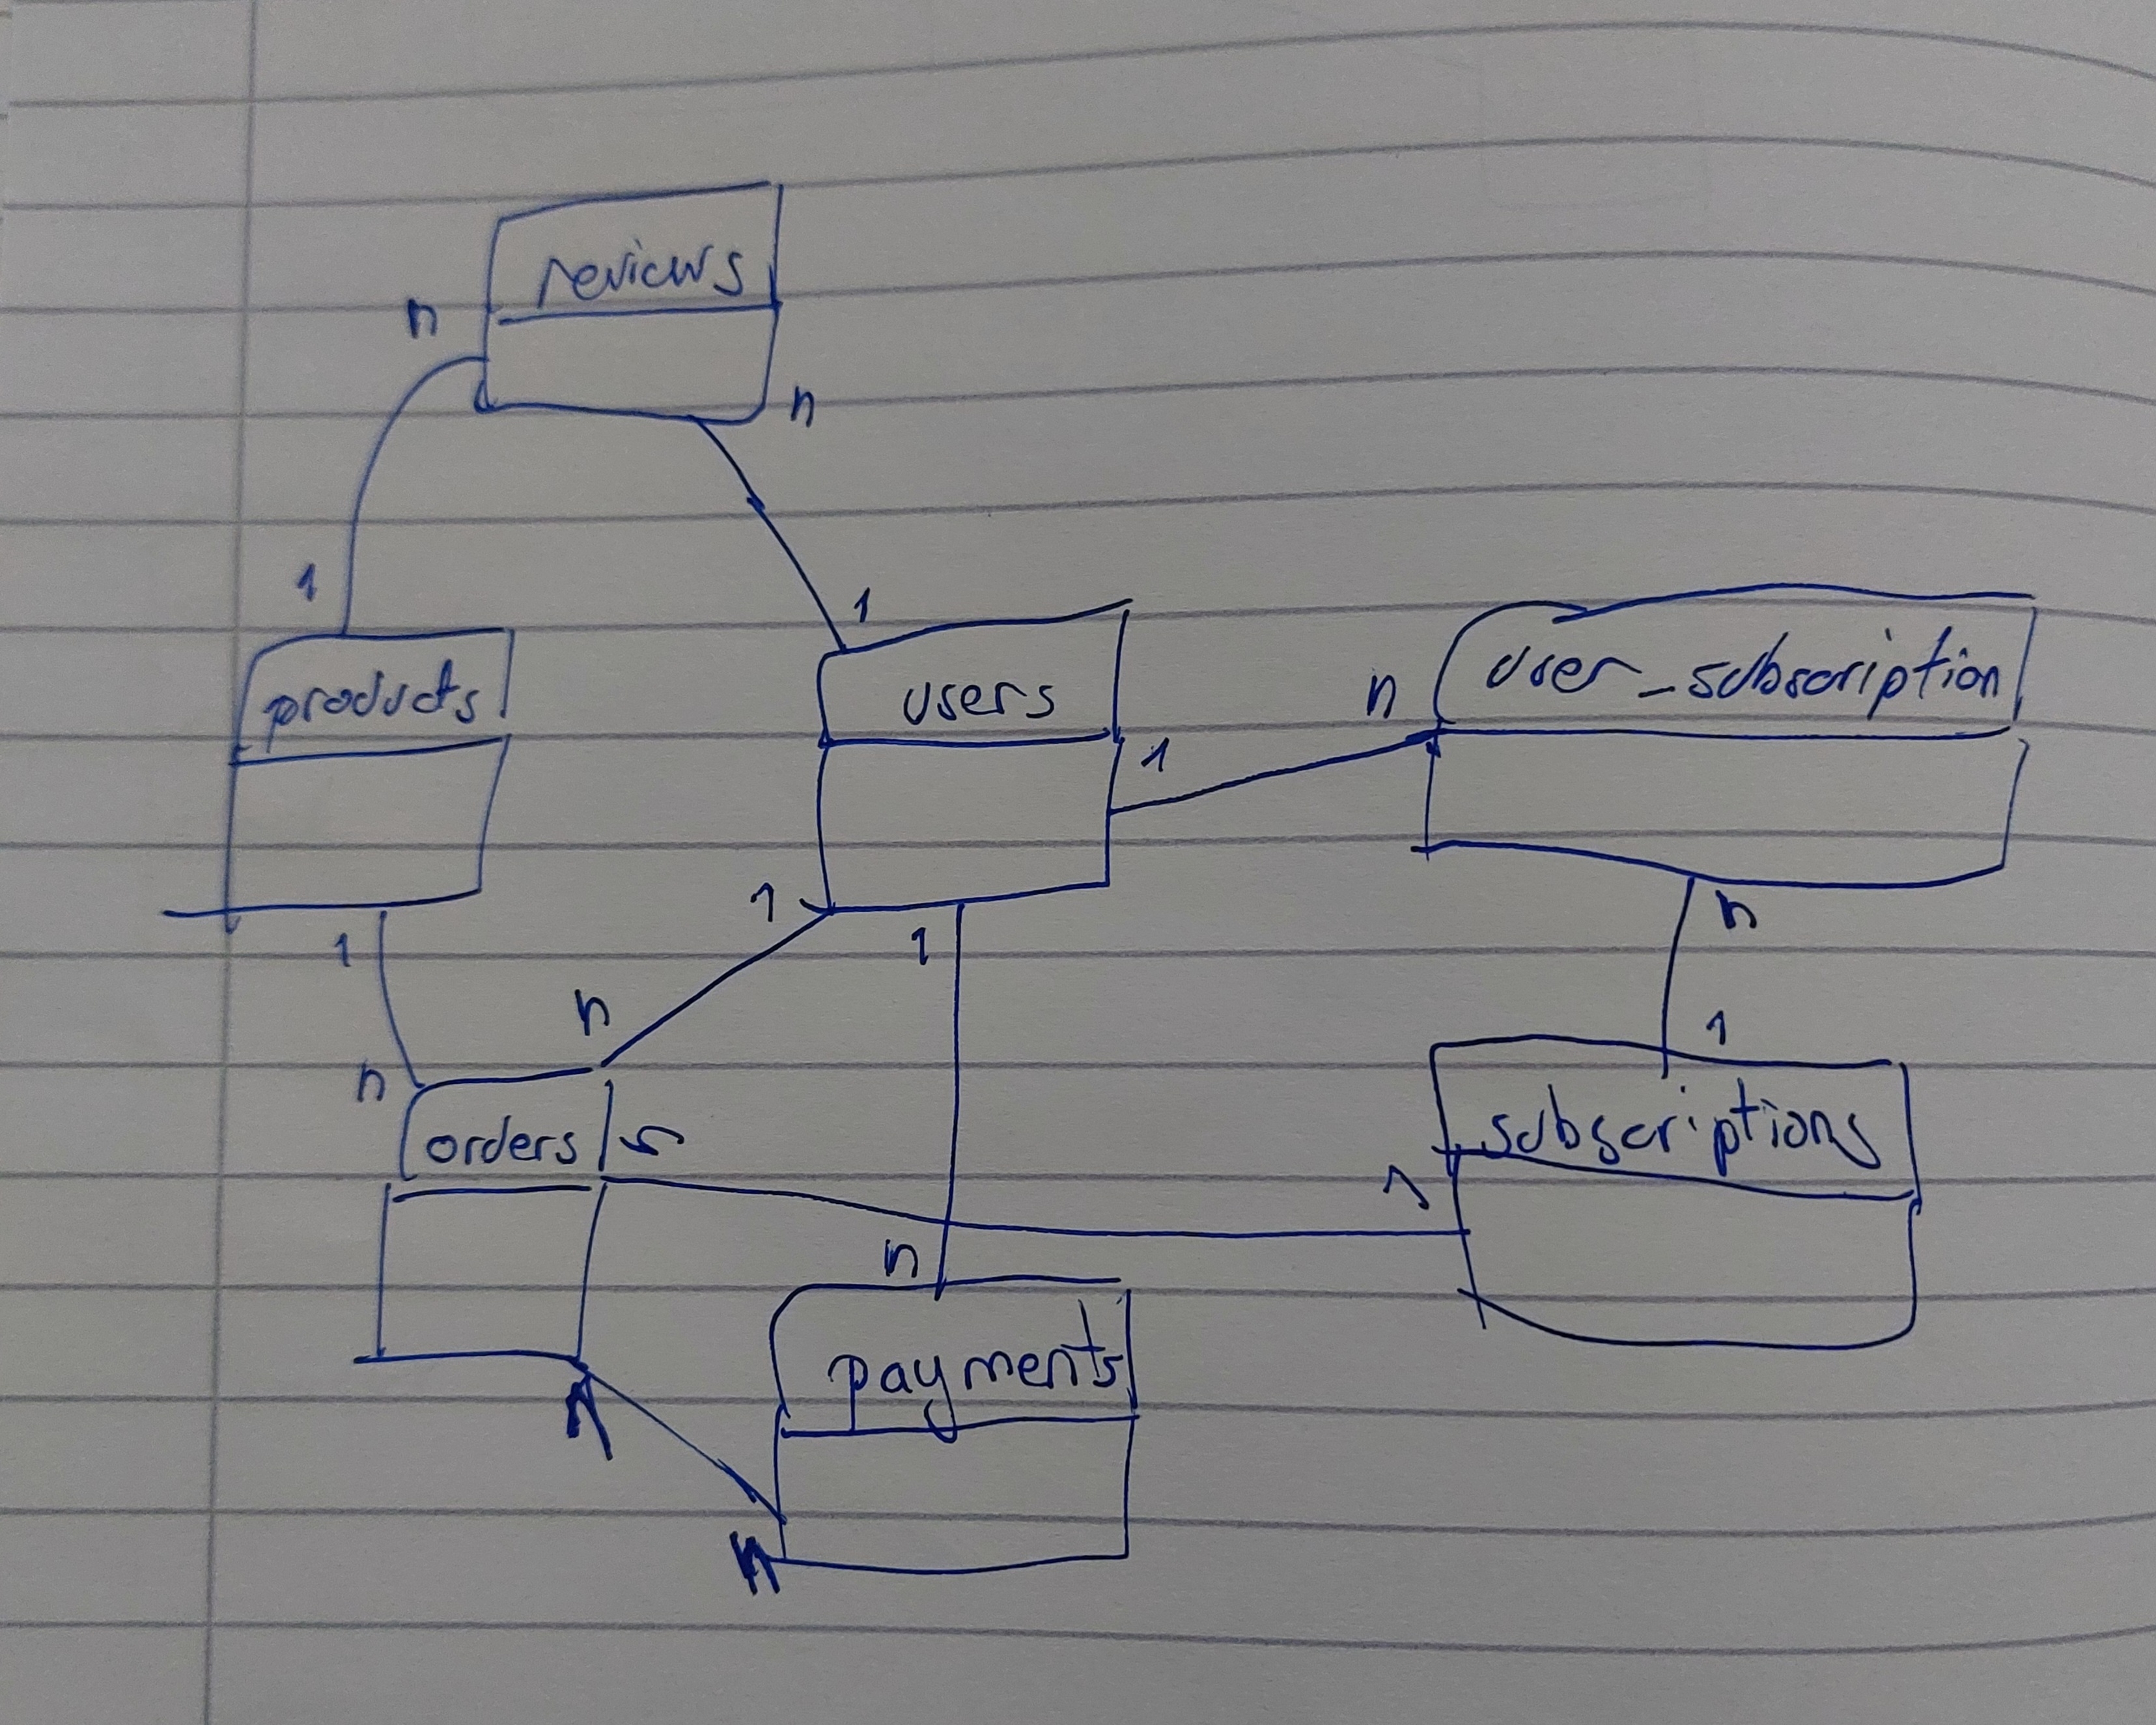 reviews
n
n
1
1
products
users
n
user_subscription
1
1
1
1
n
n
n
1
orders
subscriptions
1
n
payments